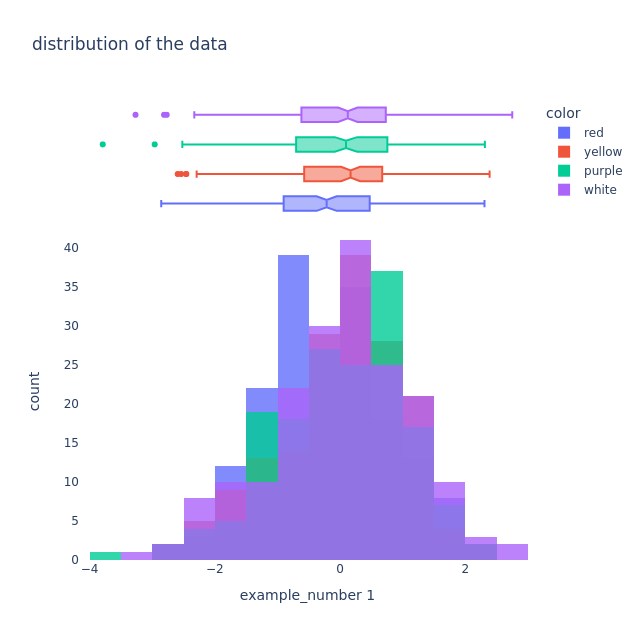 distribution of the data
color
red
yellow
purple
white
40
35
30
25
20
15
10
5
0
count
−4
−2
0
2
example_number 1